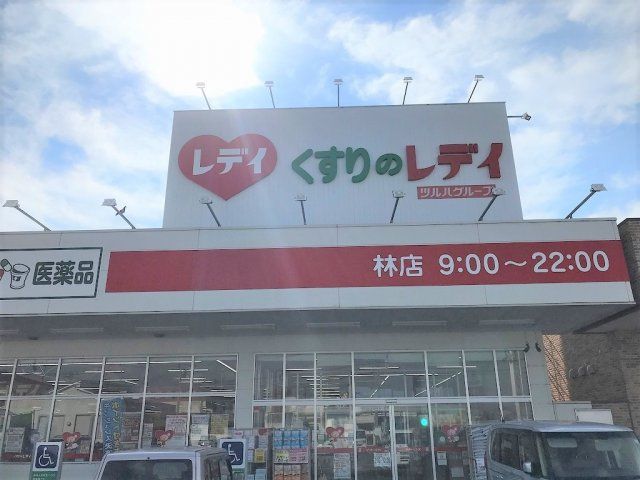 レデイ
くすりのレデイ
ツルハグループ
医薬品
林店 9:00〜22:00